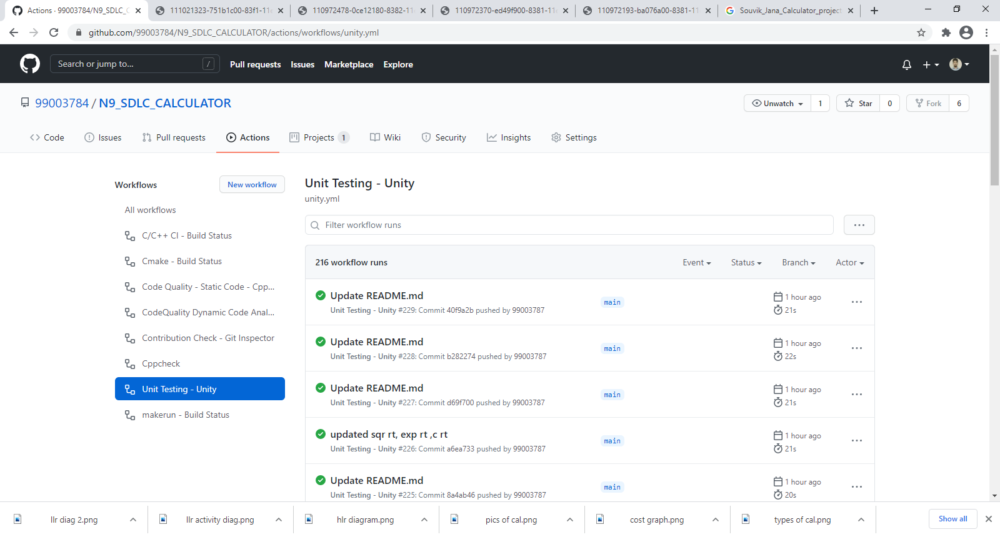 Actions · 99003784/N9_SDLC_C
111021323-751b1c00-83f1-11e
110972478-0ce12180-8382-11
110972370-ed49f900-8381-11e
110972193-ba076a00-8381-11
Souvik_Jana_Calculator_project
github.com/99003784/N9_SDLC_CALCULATOR/actions/workflows/unity.yml
Search or jump to... /
Pull requests Issues Marketplace Explore
99003784 / N9_SDLC_CALCULATOR
Unwatch 1 Star 0 Fork 6
Code Issues Pull requests Actions Projects 1 Wiki Security Insights Settings
Workflows
New workflow
All workflows
C/C++ CI - Build Status
Cmake - Build Status
Code Quality - Static Code - Cpp...
CodeQuality Dynamic Code Anal...
Contribution Check - Git Inspector
Cppcheck
Unit Testing - Unity
makerun - Build Status
Unit Testing - Unity
unity.yml
Filter workflow runs
216 workflow runs
Event Status Branch Actor
Update README.md
Unit Testing - Unity #229: Commit 40f9a2b pushed by 99003787
main
1 hour ago
21s
Update README.md
Unit Testing - Unity #228: Commit b282274 pushed by 99003787
main
1 hour ago
22s
Update README.md
Unit Testing - Unity #227: Commit d69f700 pushed by 99003787
main
1 hour ago
21s
updated sqr rt, exp rt ,c rt
Unit Testing - Unity #226: Commit a6ea733 pushed by 99003787
main
1 hour ago
21s
Update README.md
Unit Testing - Unity #225: Commit 8a4ab46 pushed by 99003787
main
1 hour ago
20s
llr diag 2.png
llr activity diag.png
hlr diagram.png
pics of cal.png
cost graph.png
types of cal.png
Show all